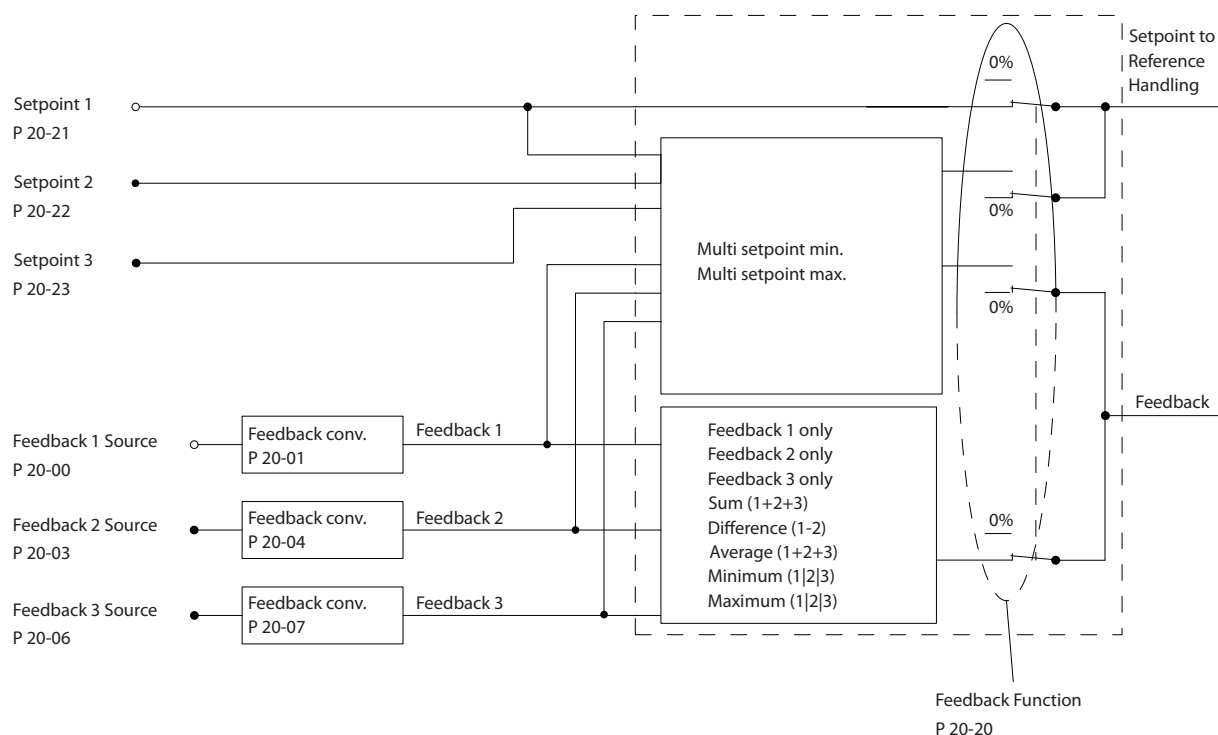 Setpoint 1
P 20-21
Setpoint 2
P 20-22
Setpoint 3
P 20-23
Feedback 1 Source
P 20-00
Feedback 2 Source
P 20-03
Feedback 3 Source
P 20-06
Feedback conv.
P 20-01
Feedback conv.
P 20-04
Feedback conv.
P 20-07
Feedback 1
Feedback 2
Feedback 3
Multi setpoint min.
Multi setpoint max.
Feedback 1 only
Feedback 2 only
Feedback 3 only
Sum (1+2+3)
Difference (1-2)
Average (1+2+3)
Minimum (1|2|3)
Maximum (1|2|3)
0%
0%
0%
0%
Setpoint to
Reference
Handling
Feedback
Feedback Function
P 20-20